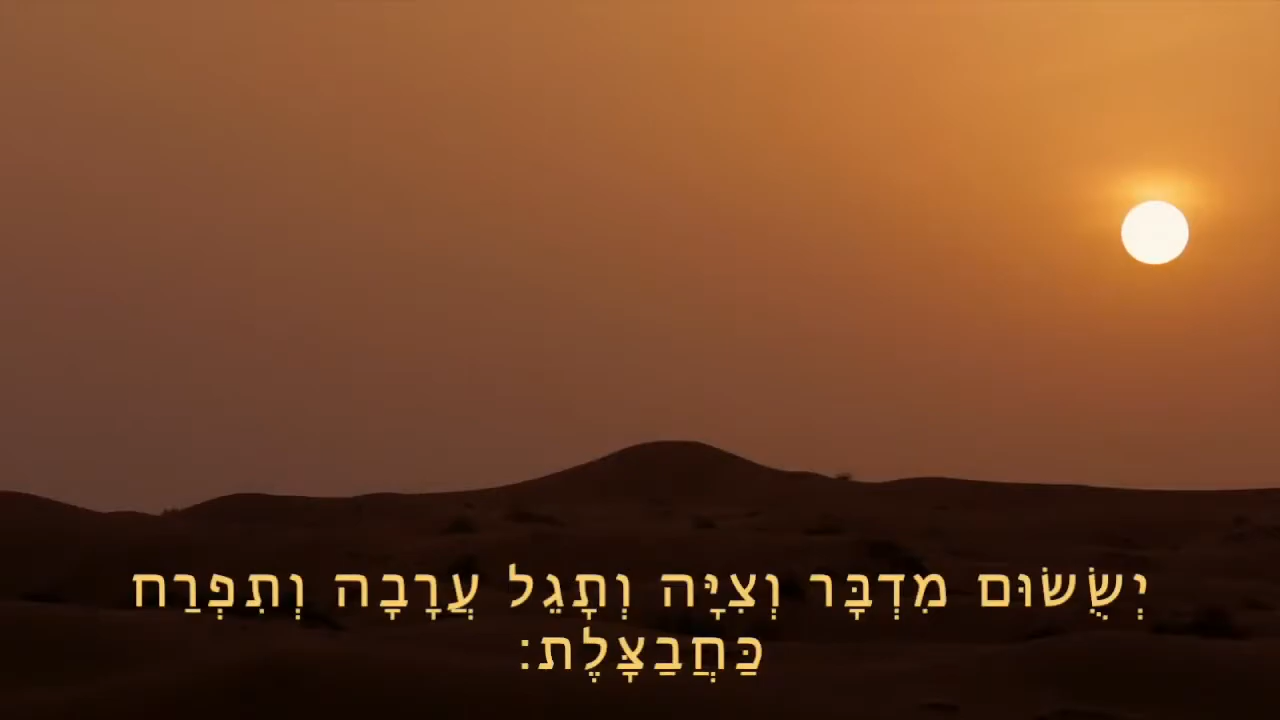 יְשֻׂשׂוּם מִדְבָּר וְצִיָּה וְתָגֵל עֲרָבָה וְתִפְרַח
כַּחֲבַצָּלֶת: